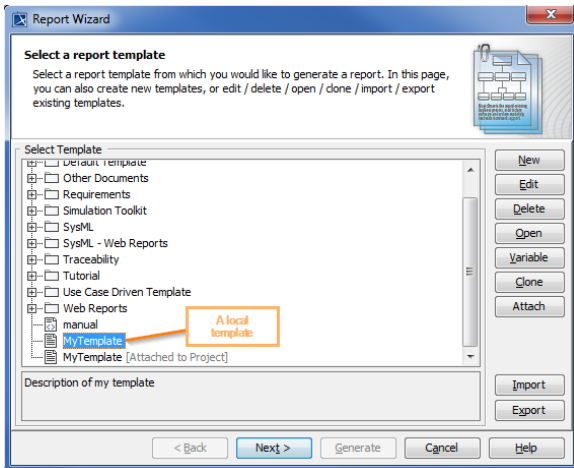 Report Wizard
Select a report template
Select a report template from which you would like to generate a report. In this page,
you can also create new templates, or edit / delete / open / clone / import / export
existing templates.
Select Template
Default Template
Other Documents
Requirements
Simulation Toolkit
SysML
SysML - Web Reports
Traceability
Tutorial
Use Case Driven Template
Web Reports
manual
MyTemplate
MyTemplate [Attached to Project]
A local
template
Description of my template
New
Edit
Delete
Open
Variable
Clone
Attach
Import
Export
< Back
Next >
Generate
Cancel
Help